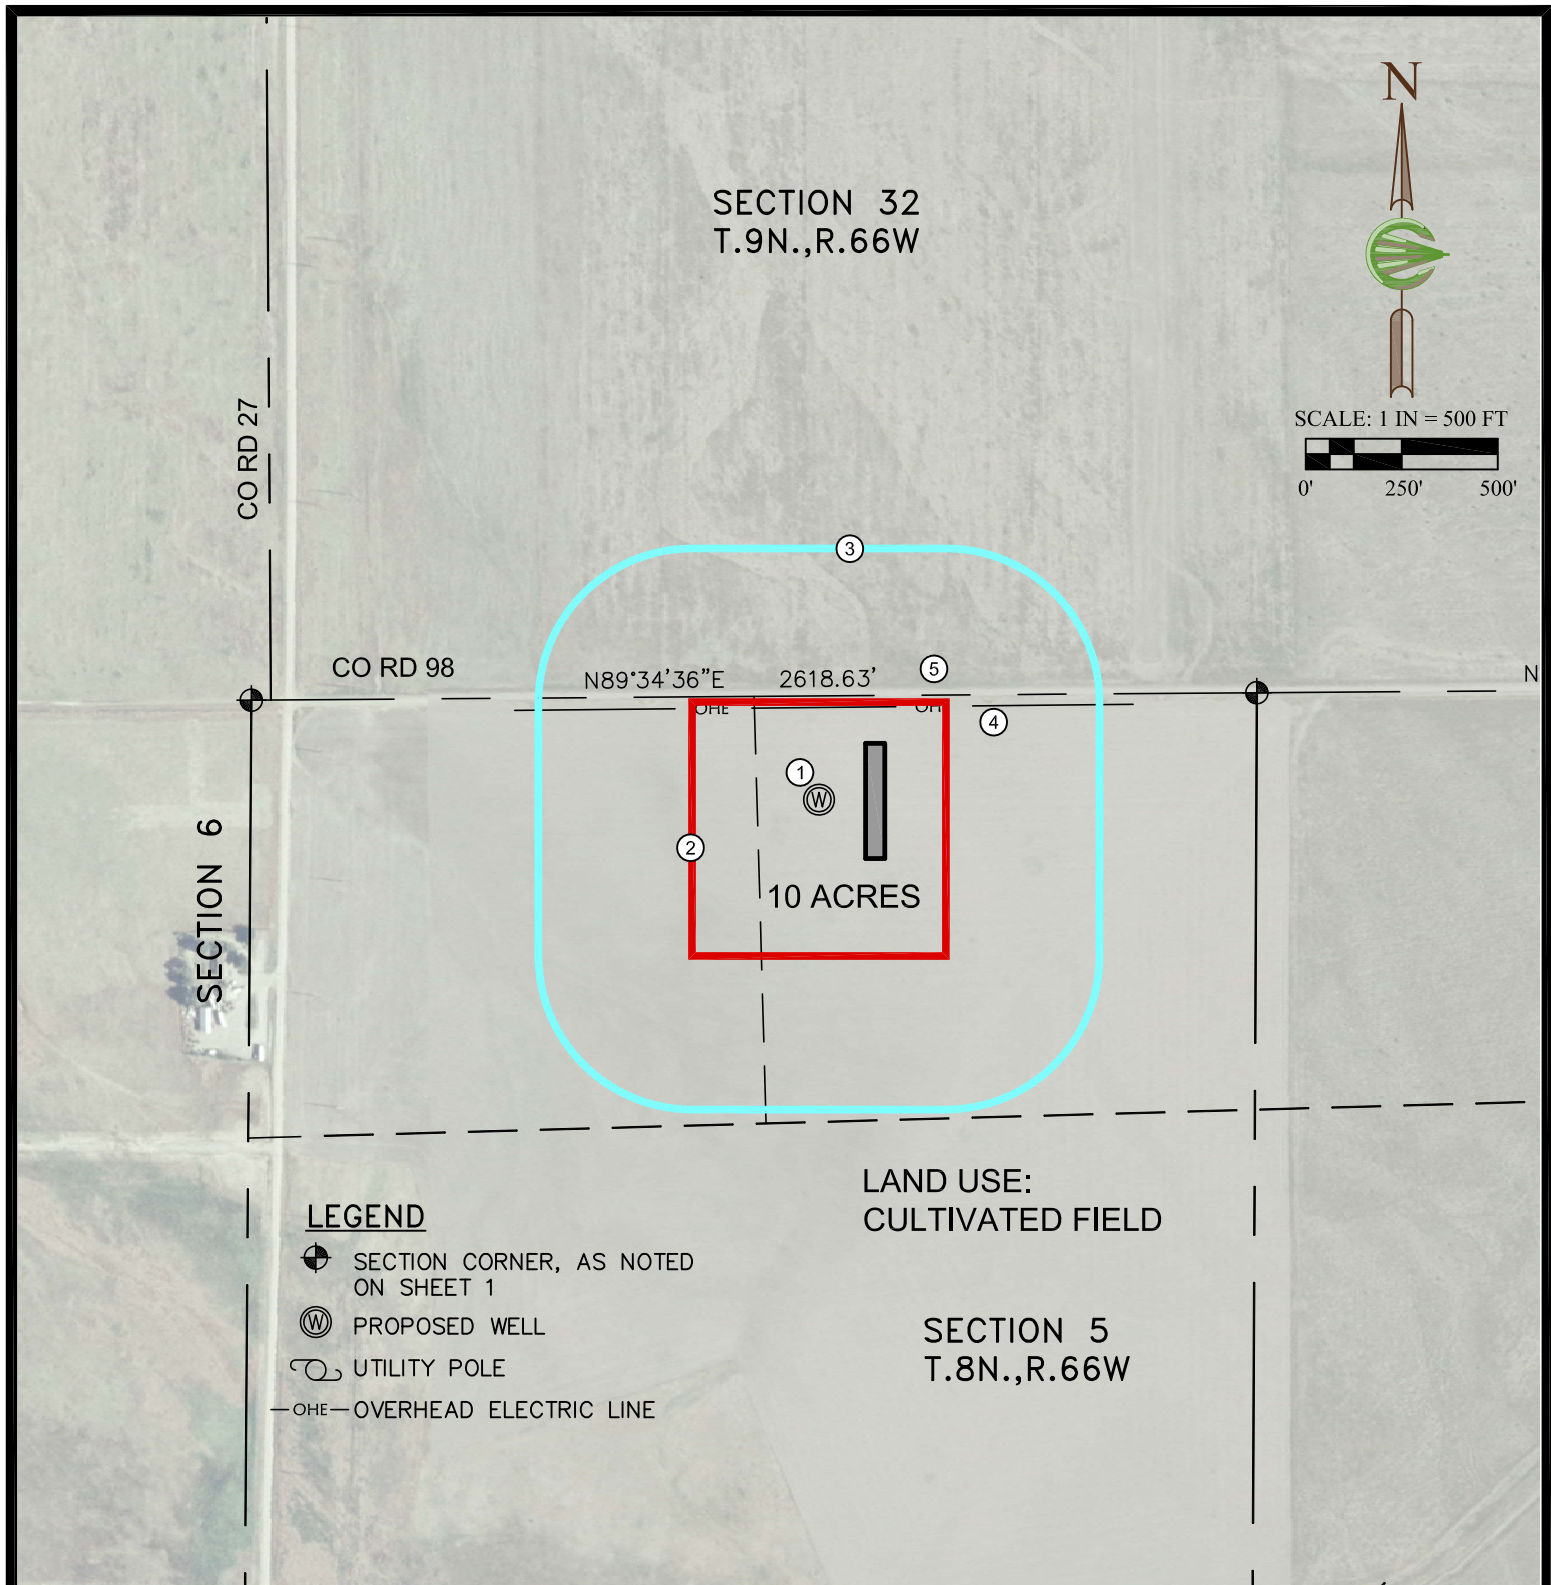 N
SECTION 32
T.9N.,R.66W
SCALE: 1 IN = 500 FT
0' 250' 500'
CO RD 27
3
CO RD 98
N89°34'36”E 2618.63'
5
N
OHE
OH
4
1
W
2
10 ACRES
SECTION 6
LAND USE:
CULTIVATED FIELD
LEGEND
SECTION CORNER, AS NOTED
ON SHEET 1
W PROPOSED WELL
UTILITY POLE
OHE OVERHEAD ELECTRIC LINE
SECTION 5
T.8N.,R.66W